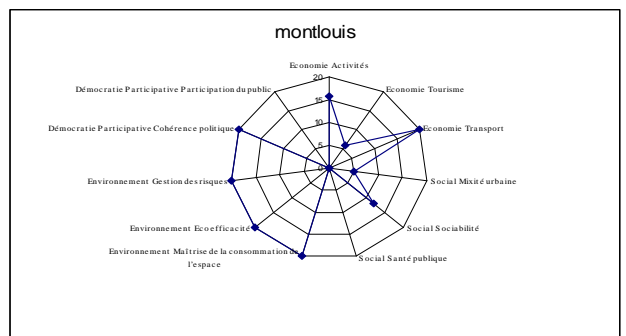 montlouis
Economie Activités
Démocratie Participative Participation du public
Economie Tourisme
20
15
10
5
0
Démocratie Participative Cohérence politique
Economie Transport
Environnement Gestion des risques
Social Mixité urbaine
Environnement Ecoefficacité
Social Sociabilité
Environnement Maîtrise de la consommation de
l'espace
Social Santé publique